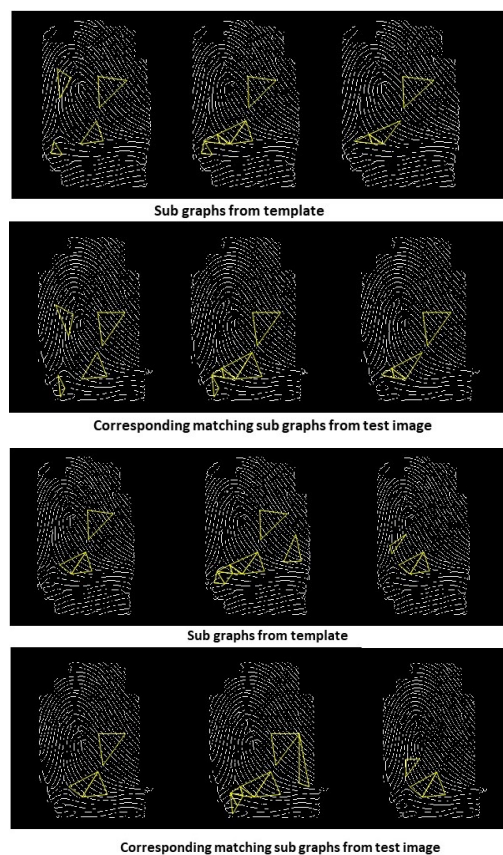 Sub graphs from template
Corresponding matching sub graphs from test image
Sub graphs from template
Corresponding matching sub graphs from test image